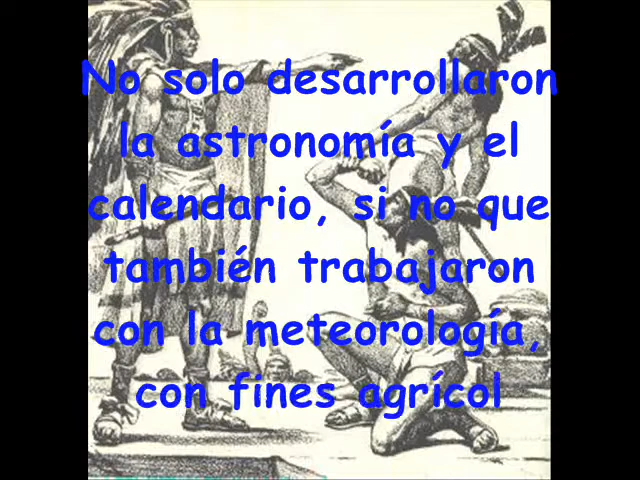 No solo desarrollaron
la astronomía y el
calendario, si no que
también trabajaron
con la meteorología,
con fines agrícol